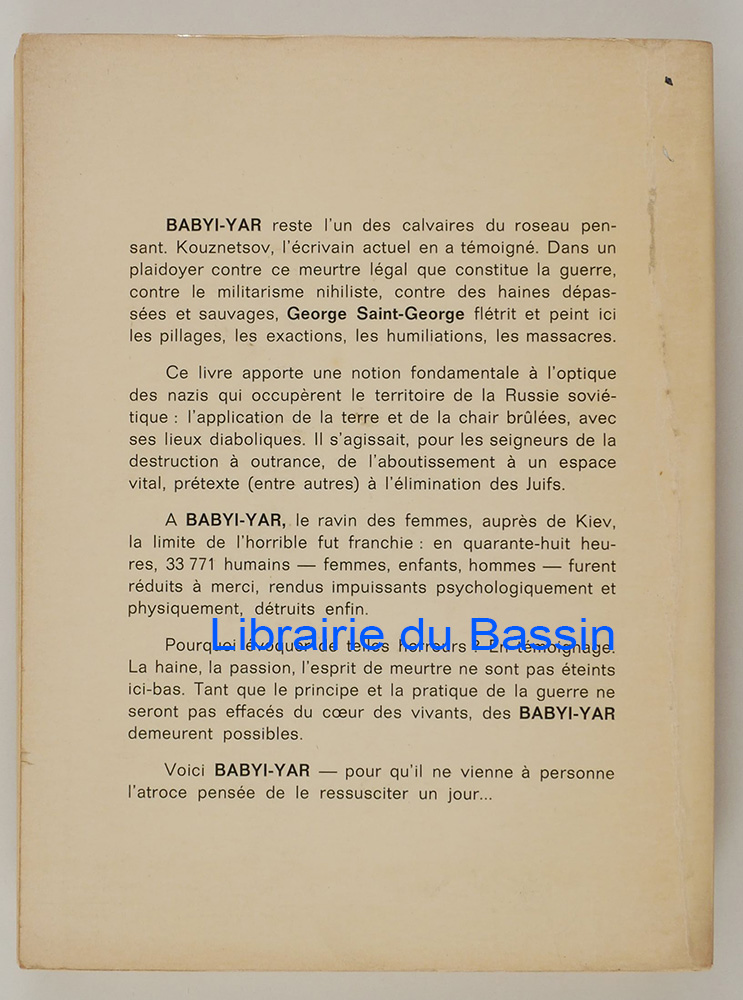 BABYI-YAR reste l'un des calvaires du roseau pen-
sant. Kouznetsov, l'écrivain actuel en a témoigné. Dans un
plaidoyer contre ce meurtre légal que constitue la guerre,
contre le militarisme nihiliste, contre des haines dépas-
sées et sauvages, George Saint-George flétrit et peint ici
les pillages, les exactions, les humiliations, les massacres.
Ce livre apporte une notion fondamentale à l'optique
des nazis qui occupèrent le territoire de la Russie sovié-
tique : l'application de la terre et de la chair brûlées, avec
ses lieux diaboliques. Il s'agissait, pour les seigneurs de la
destruction à outrance, de l'aboutissement à un espace
vital, prétexte (entre autres) à l'élimination des Juifs.
A BABYI-YAR, le ravin des femmes, auprès de Kiev,
la limite de l'horrible fut franchie : en quarante-huit heu-
res, 33 771 humains — femmes, enfants, hommes — furent
réduits à merci, rendus impuissants psychologiquement et
physiquement, détruits enfin.
Librairie du Bassin
Pourquoi évoquer de telles horreurs ? En témoignage.
La haine, la passion, l'esprit de meurtre ne sont pas éteints
ici-bas. Tant que le principe et la pratique de la guerre ne
seront pas effacés du cœur des vivants, des BABYI-YAR
demeurent possibles.
Voici BABYI-YAR — pour qu'il ne vienne à personne
l'atroce pensée de le ressusciter un jour...